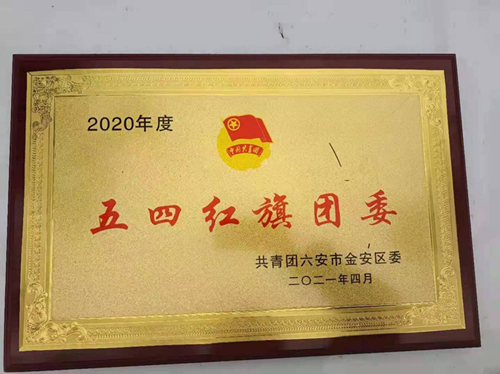 2020年度
中国共青团
五四红旗团委
共青团六安市金安区委
二〇二一年四月